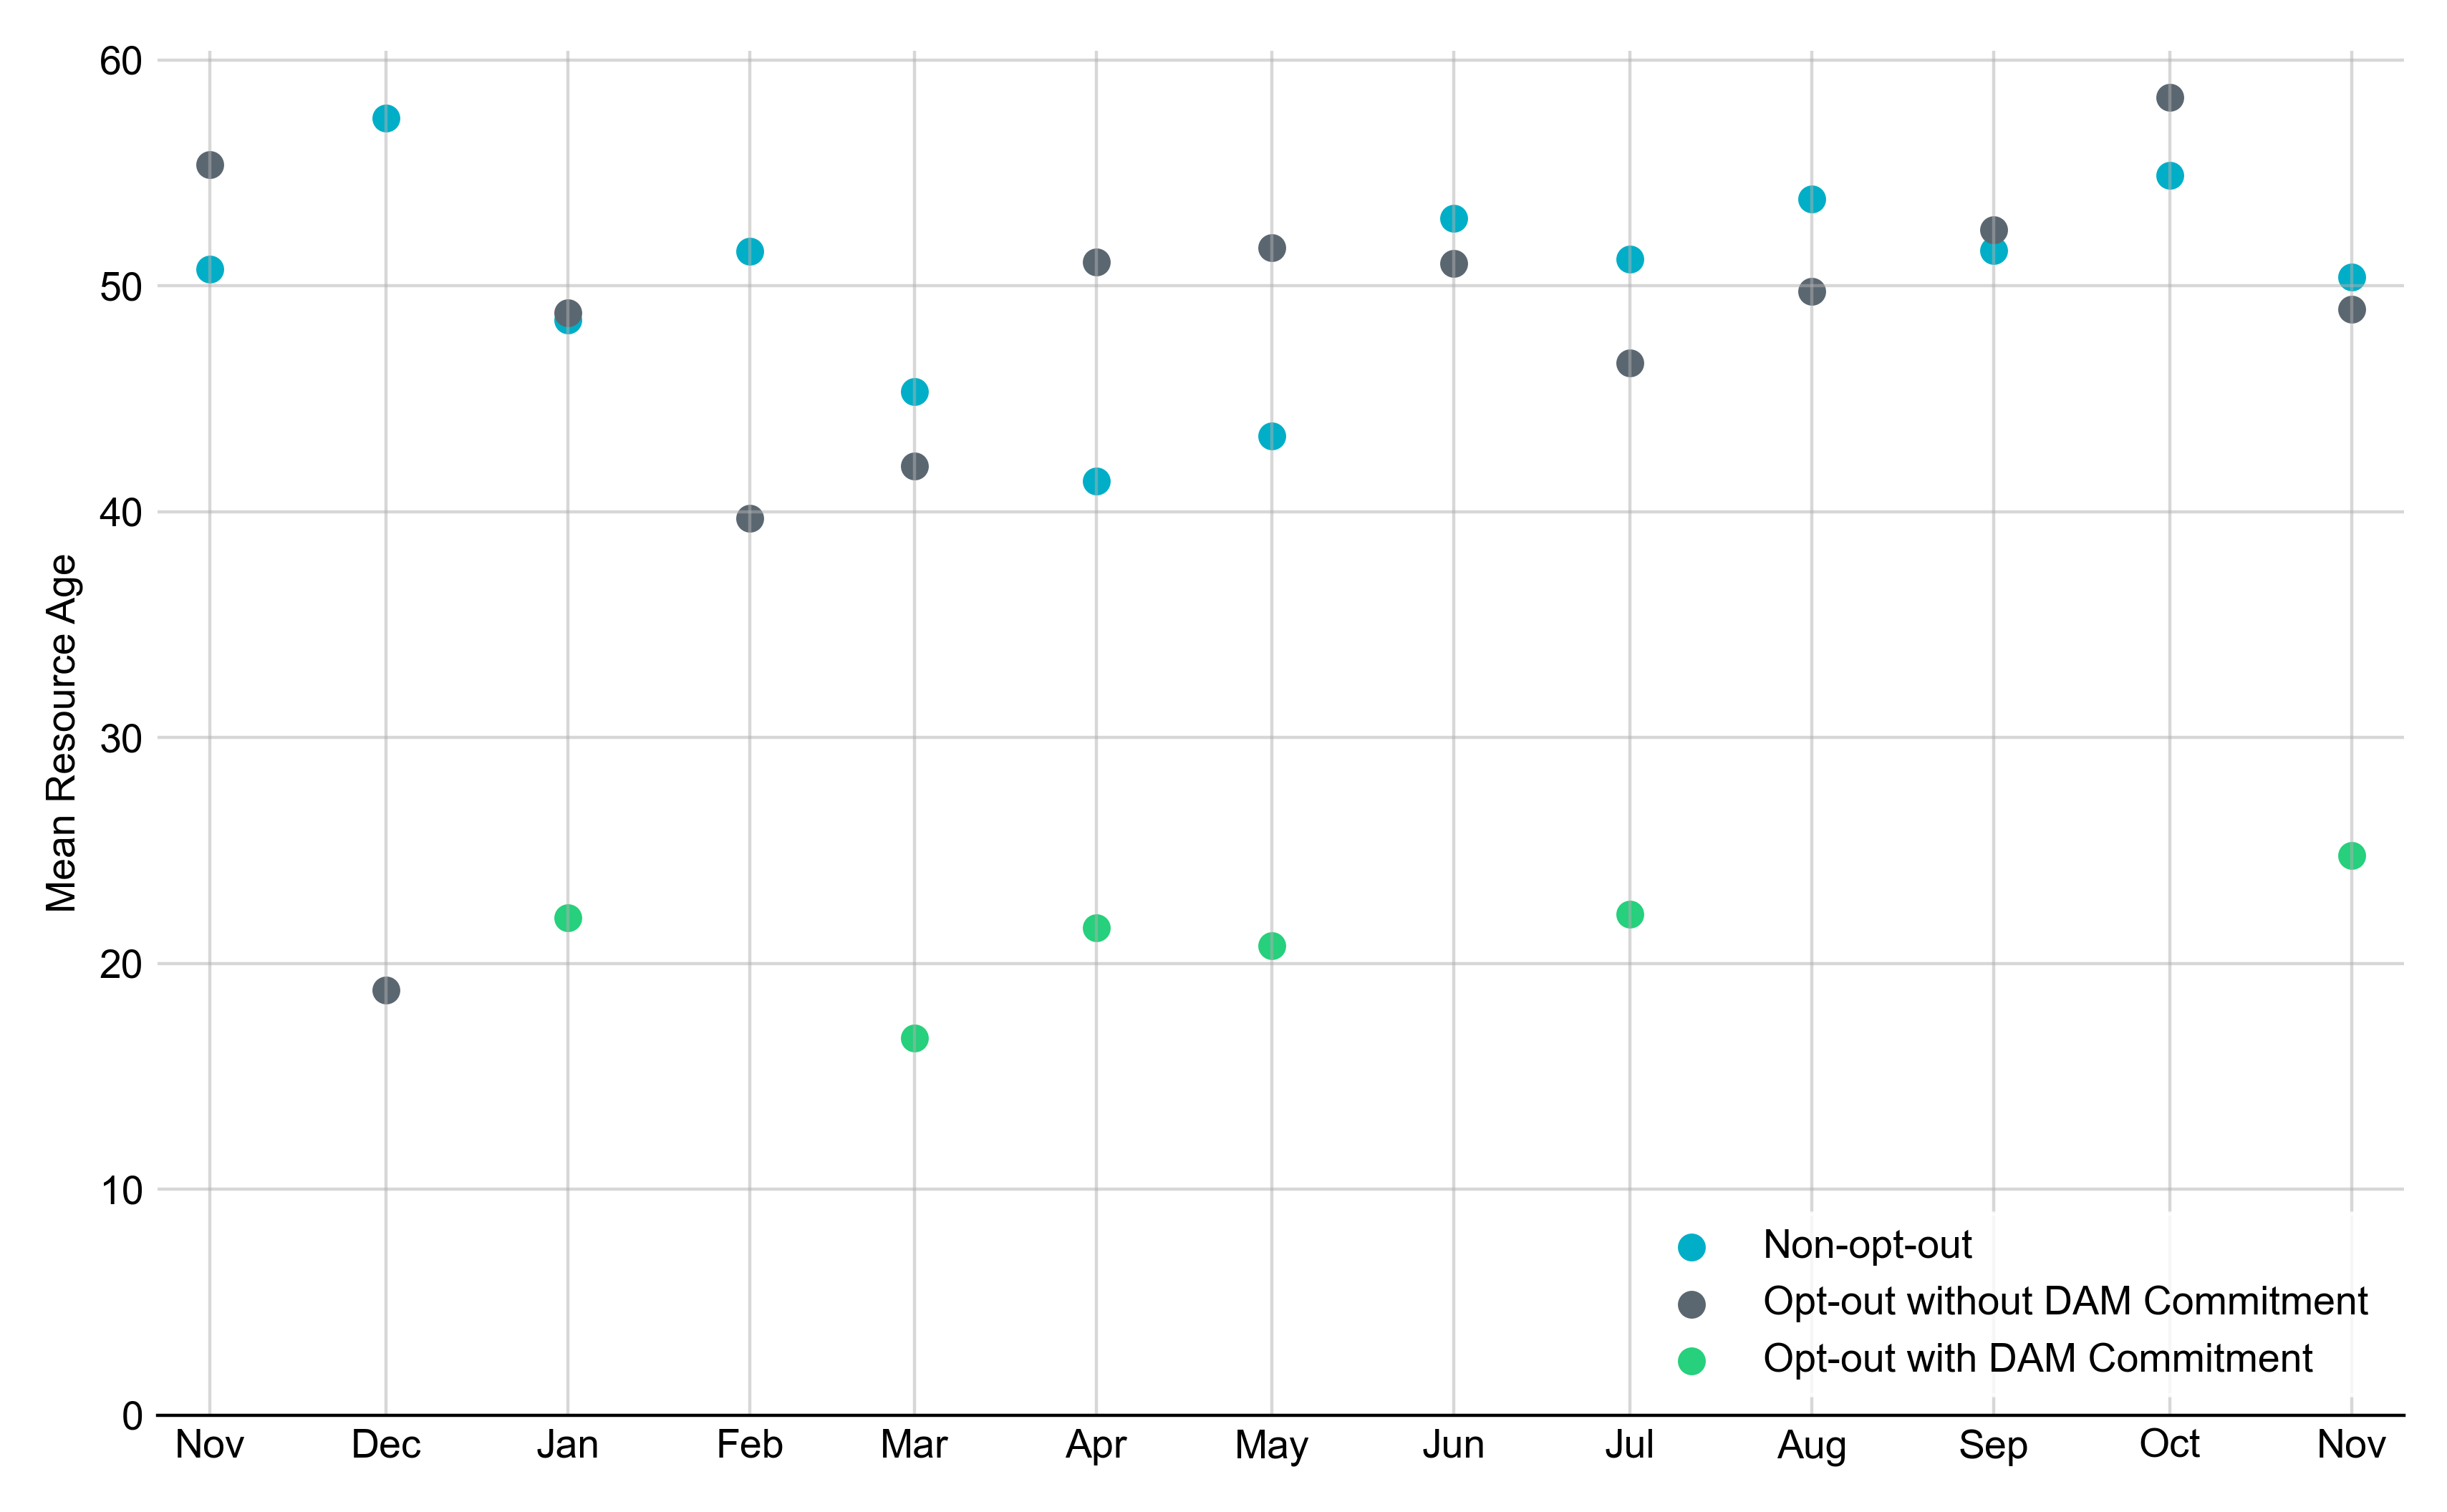 60
50
40
30
20
10
0
Mean Resource Age
Nov Dec Jan Feb Mar Apr May Jun Jul Aug Sep Oct Nov
Non-opt-out
Opt-out without DAM Commitment
Opt-out with DAM Commitment